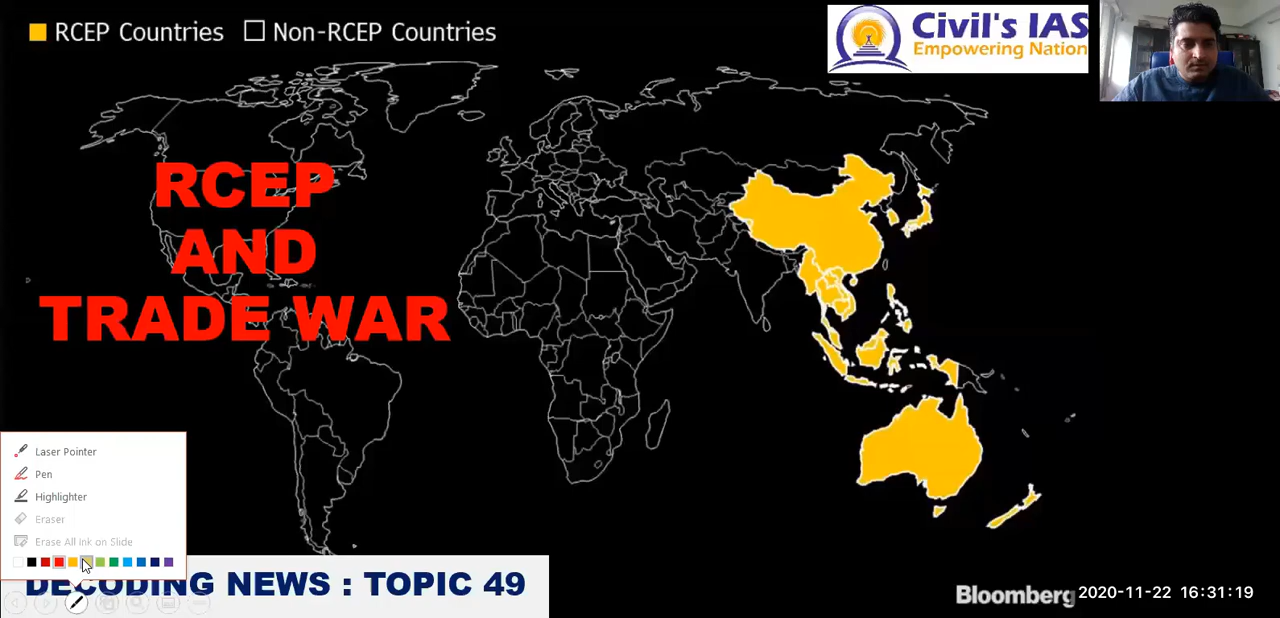 RCEP Countries
Non-RCEP Countries
Civil's IAS
Empowering Nation
RCEP
AND
TRADE WAR
Laser Pointer
Pen
Highlighter
Eraser
Erase All Ink on Slide
DECODING NEWS : TOPIC 49
Bloomberg
2020-11-22 16:31:19